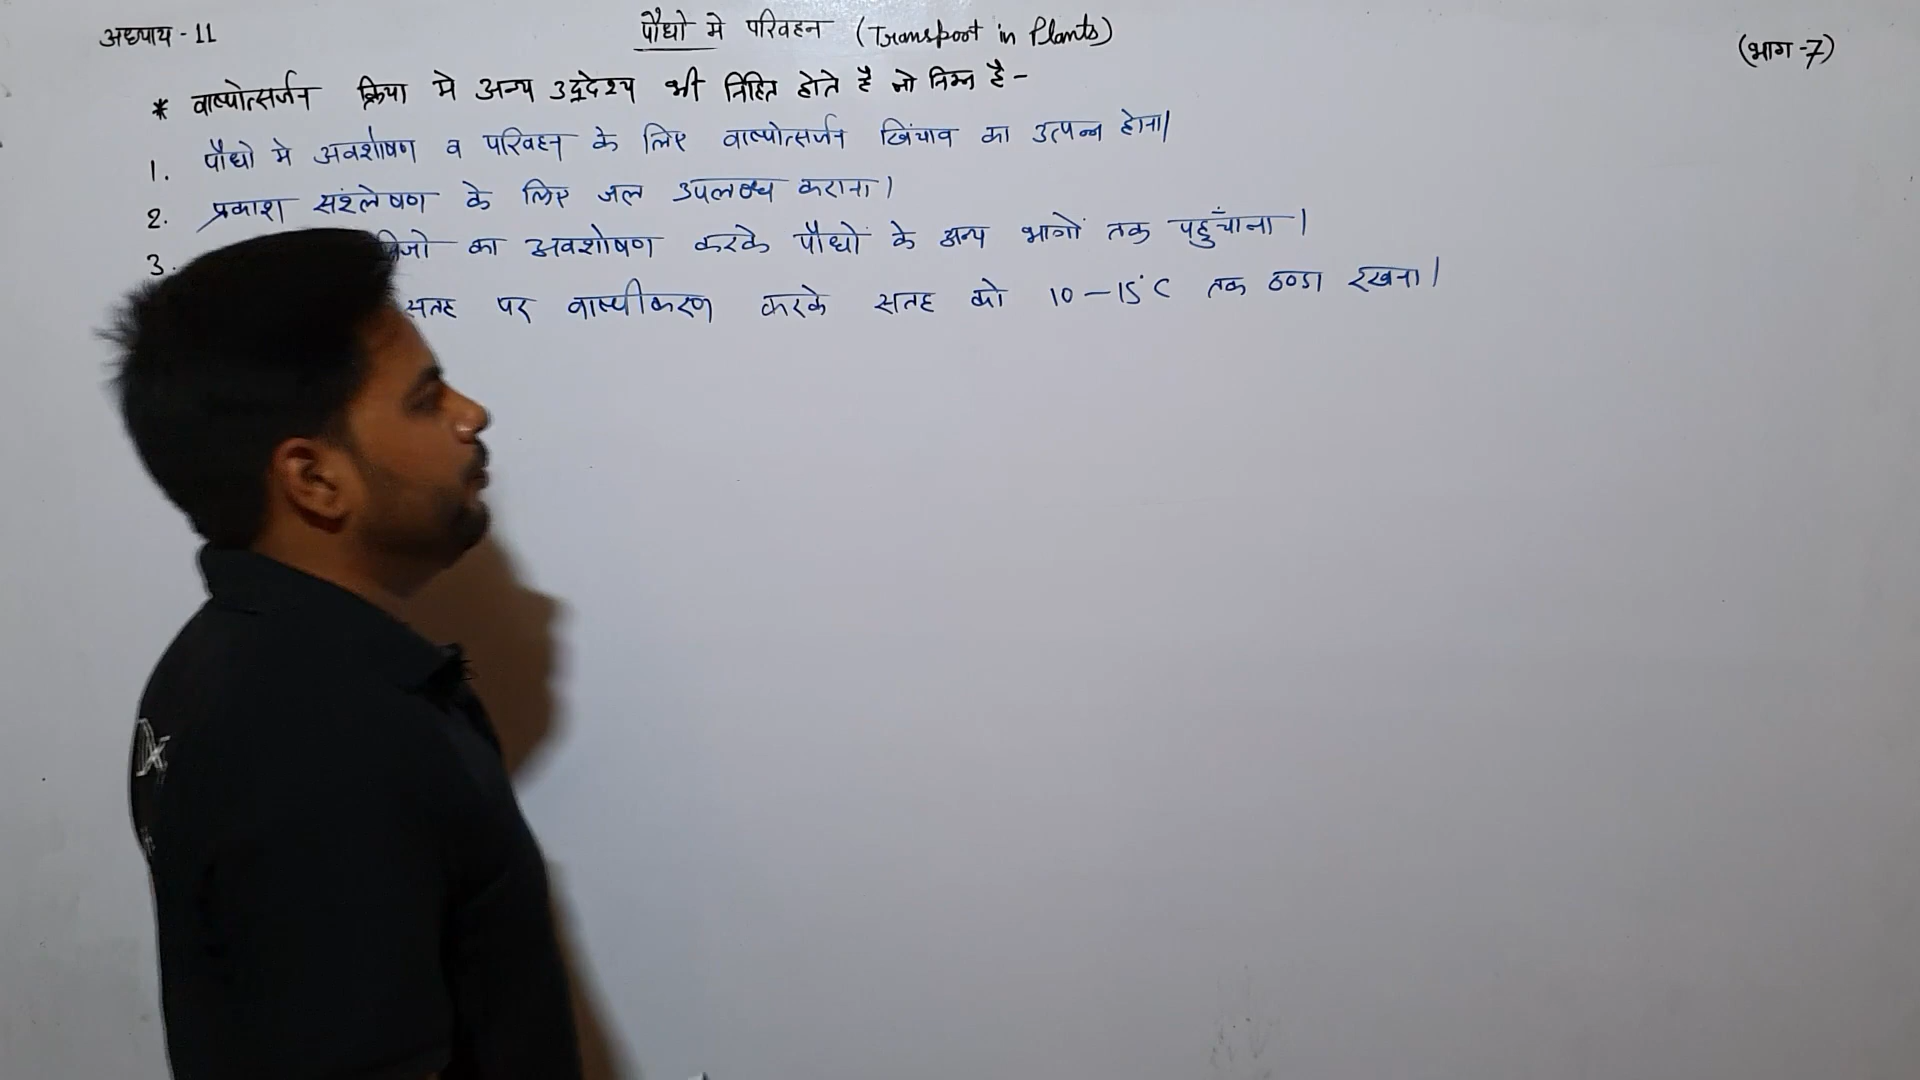 अध्याय - 11
पौधो मे परिवहन (Transport in Plants)
(भाग -7)
* वाष्पोत्सर्जन क्रिया मे अन्य उद्देश्य भी निहित होते है जो निम्न है -
1. पौधो मे अवशोषण व परिवहन के लिए वाष्पोत्सर्जन खिंचाव का उत्पन्न होना।
2. प्रकाश संश्लेषण के लिए जल उपलब्ध कराना।
3. का अवशोषण करके पौधों के अन्य भागों तक पहुँचाना।
सतह पर वाष्पीकरण करके सतह को 10 - 15°C तक ठण्डा रखना।